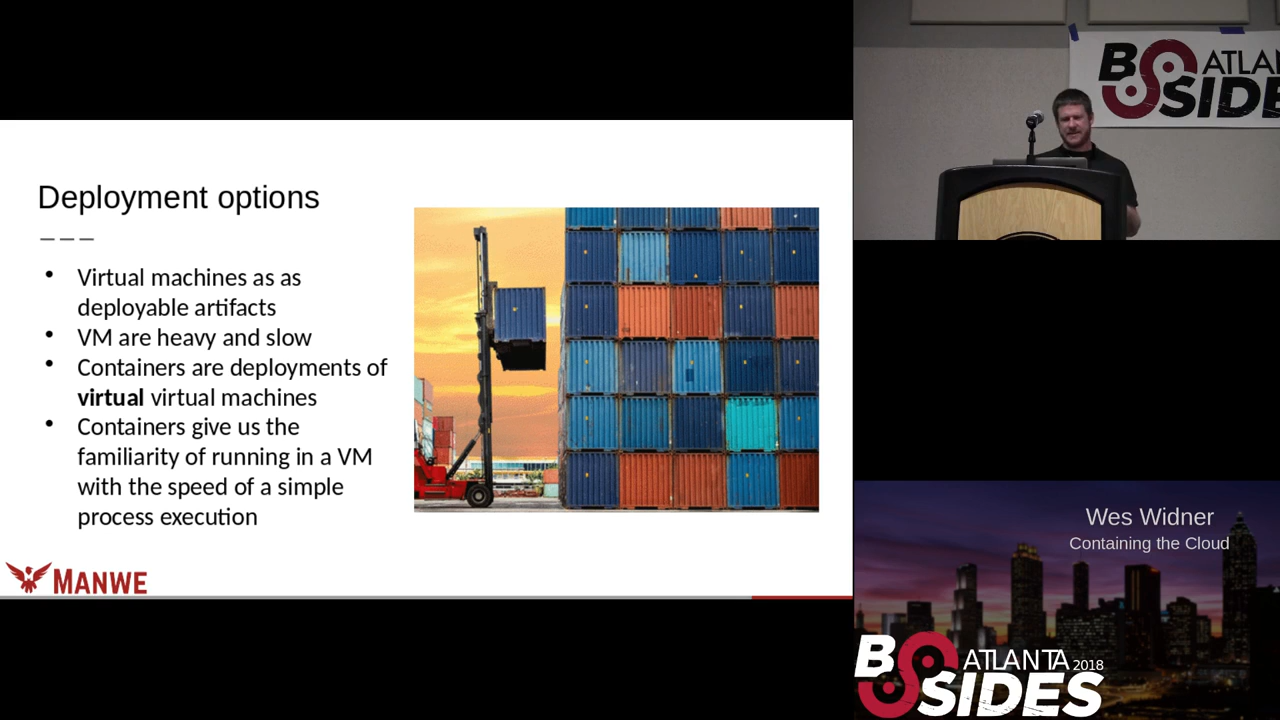 Deployment options
Virtual machines as as
deployable artifacts
VM are heavy and slow
Containers are deployments of
virtual virtual machines
Containers give us the
familiarity of running in a VM
with the speed of a simple
process execution
MANWE
BSIDES ATLAN
Wes Widner
Containing the Cloud
BSIDES ATLANTA 2018